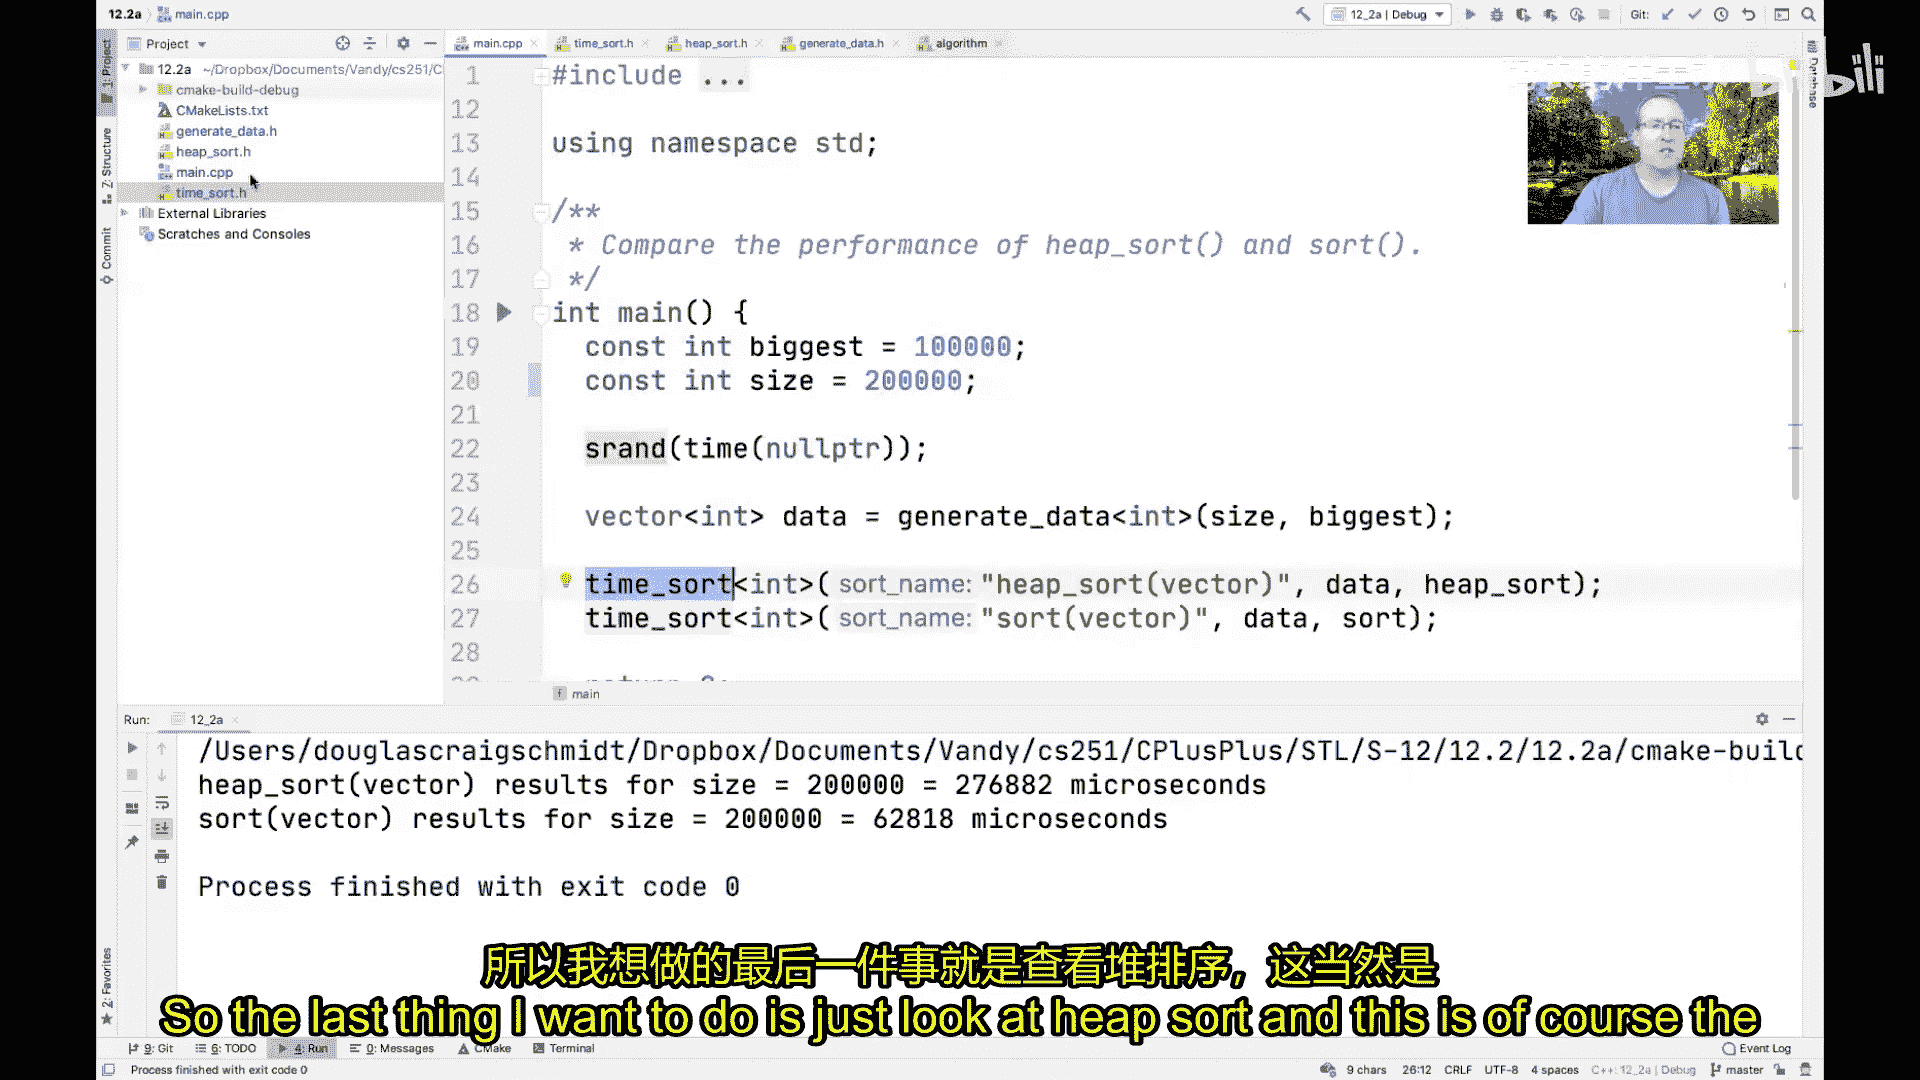 12.2a main.cpp
12_2a | Debug
Git:
Project
main.cpp
time_sort.h
heap_sort.h
generate_data.h
algorithm
1: Project
Z: Structure
Commit
2: Favorites
Database
12.2a ~/Dropbox/Documents/Vandy/cs251/C
cmake-build-debug
CMakeLists.txt
generate_data.h
heap_sort.h
main.cpp
time_sort.h
External Libraries
Scratches and Consoles
1 #include ...
12
13 using namespace std;
14
15 /**
16 * Compare the performance of heap_sort() and sort().
17 */
18 int main() {
19 const int biggest = 100000;
20 const int size = 200000;
21
22 srand(time(nullptr));
23
24 vector<int> data = generate_data<int>(size, biggest);
25
26 time_sort<int>( sort_name: "heap_sort(vector)", data, heap_sort);
27 time_sort<int>( sort_name: "sort(vector)", data, sort);
28
f main
Run: 12_2a
/Users/douglascraigschmidt/Dropbox/Documents/Vandy/cs251/CPlusPlus/STL/S-12/12.2/12.2a/cmake-build
heap_sort(vector) results for size = 200000 = 276882 microseconds
sort(vector) results for size = 200000 = 62818 microseconds
Process finished with exit code 0
所以我想做的最后一件事就是查看堆排序，这当然是
So the last thing I want to do is just look at heap sort and this is of course the
9: Git 6: TODO 4: Run 0: Messages CMake Terminal
Event Log
Process finished with exit code 0
9 chars 26:12 CRLF UTF-8 4 spaces C++: 12_2a | Debug master